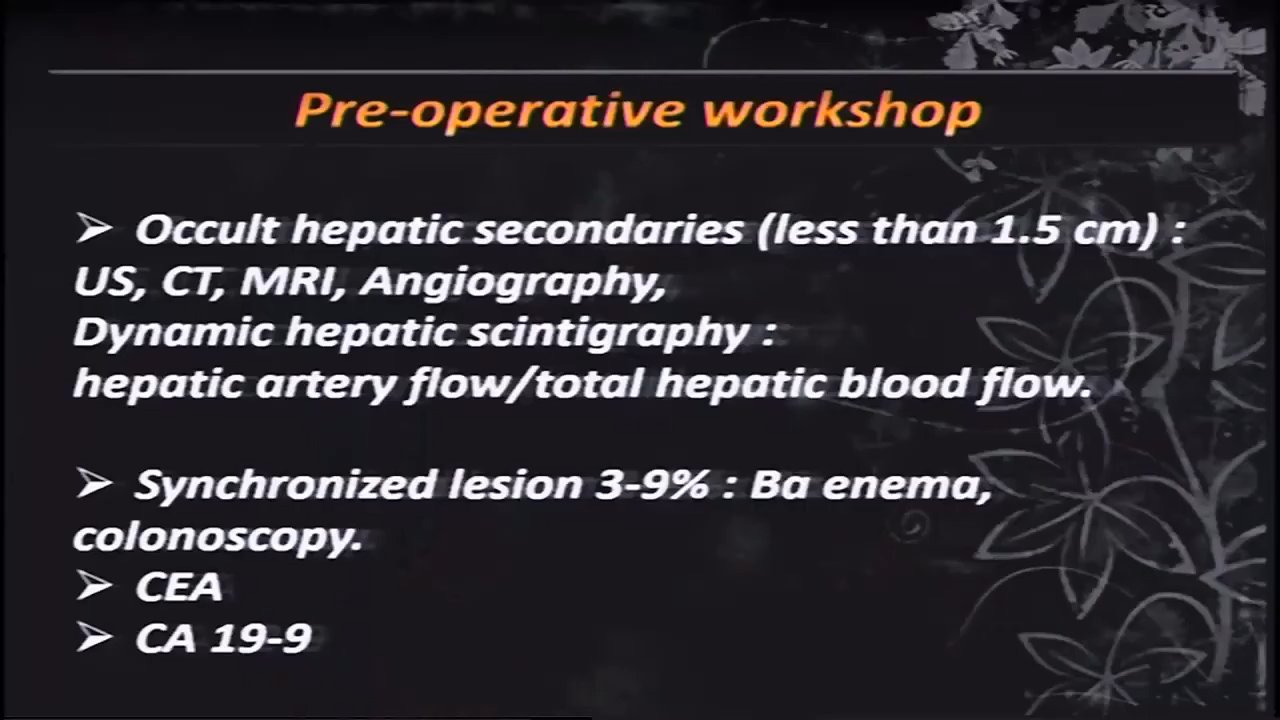 Pre-operative workshop
➢ Occult hepatic secondaries (less than 1.5 cm) :
US, CT, MRI, Angiography,
Dynamic hepatic scintigraphy :
hepatic artery flow/total hepatic blood flow.
➢ Synchronized lesion 3-9% : Ba enema,
colonoscopy.
➢ CEA
➢ CA 19-9